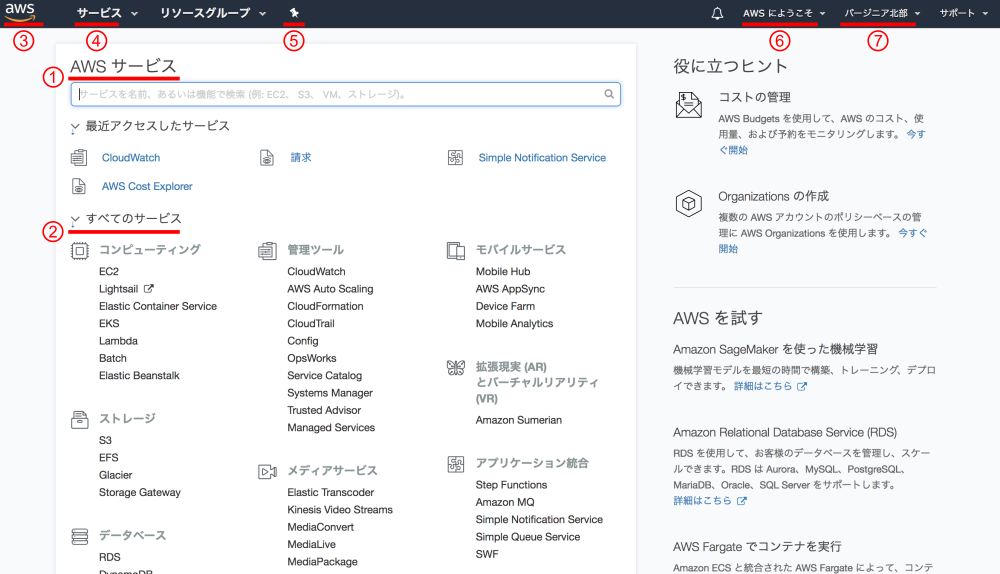 aws
サービス
リソースグループ
AWS にようこそ
バージニア北部
サポート
③
④
⑤
⑥
⑦
①
AWS サービス
サービスを名前、あるいは機能で検索 (例: EC2、 S3、 VM、ストレージ)。
最近アクセスしたサービス
CloudWatch
請求
Simple Notification Service
AWS Cost Explorer
②
すべてのサービス
コンピューティング
EC2
Lightsail
Elastic Container Service
EKS
Lambda
Batch
Elastic Beanstalk
ストレージ
S3
EFS
Glacier
Storage Gateway
データベース
RDS
DynamoDB
管理ツール
CloudWatch
AWS Auto Scaling
CloudFormation
CloudTrail
Config
OpsWorks
Service Catalog
Systems Manager
Trusted Advisor
Managed Services
メディアサービス
Elastic Transcoder
Kinesis Video Streams
MediaConvert
MediaLive
MediaPackage
モバイルサービス
Mobile Hub
AWS AppSync
Device Farm
Mobile Analytics
拡張現実 (AR)
とバーチャルリアリティ
(VR)
Amazon Sumerian
アプリケーション統合
Step Functions
Amazon MQ
Simple Notification Service
Simple Queue Service
SWF
役に立つヒント
コストの管理
AWS Budgets を使用して、AWS のコスト、使
用量、および予約をモニタリングします。 今す
ぐ開始
Organizations の作成
複数の AWS アカウントのポリシーベースの管
理に AWS Organizations を使用します。 今すぐ
開始
AWS を試す
Amazon SageMaker を使った機械学習
機械学習モデルを最短の時間で構築、トレーニング、デプロ
イできます。 詳細はこちら
Amazon Relational Database Service (RDS)
RDS を使用して、お客様のデータベースを管理し、スケー
ルできます。RDS は Aurora、MySQL、PostgreSQL、
MariaDB、Oracle、SQL Server をサポートします。
詳細はこちら
AWS Fargate でコンテナを実行
Amazon ECS と統合された AWS Fargate によって、コンテ